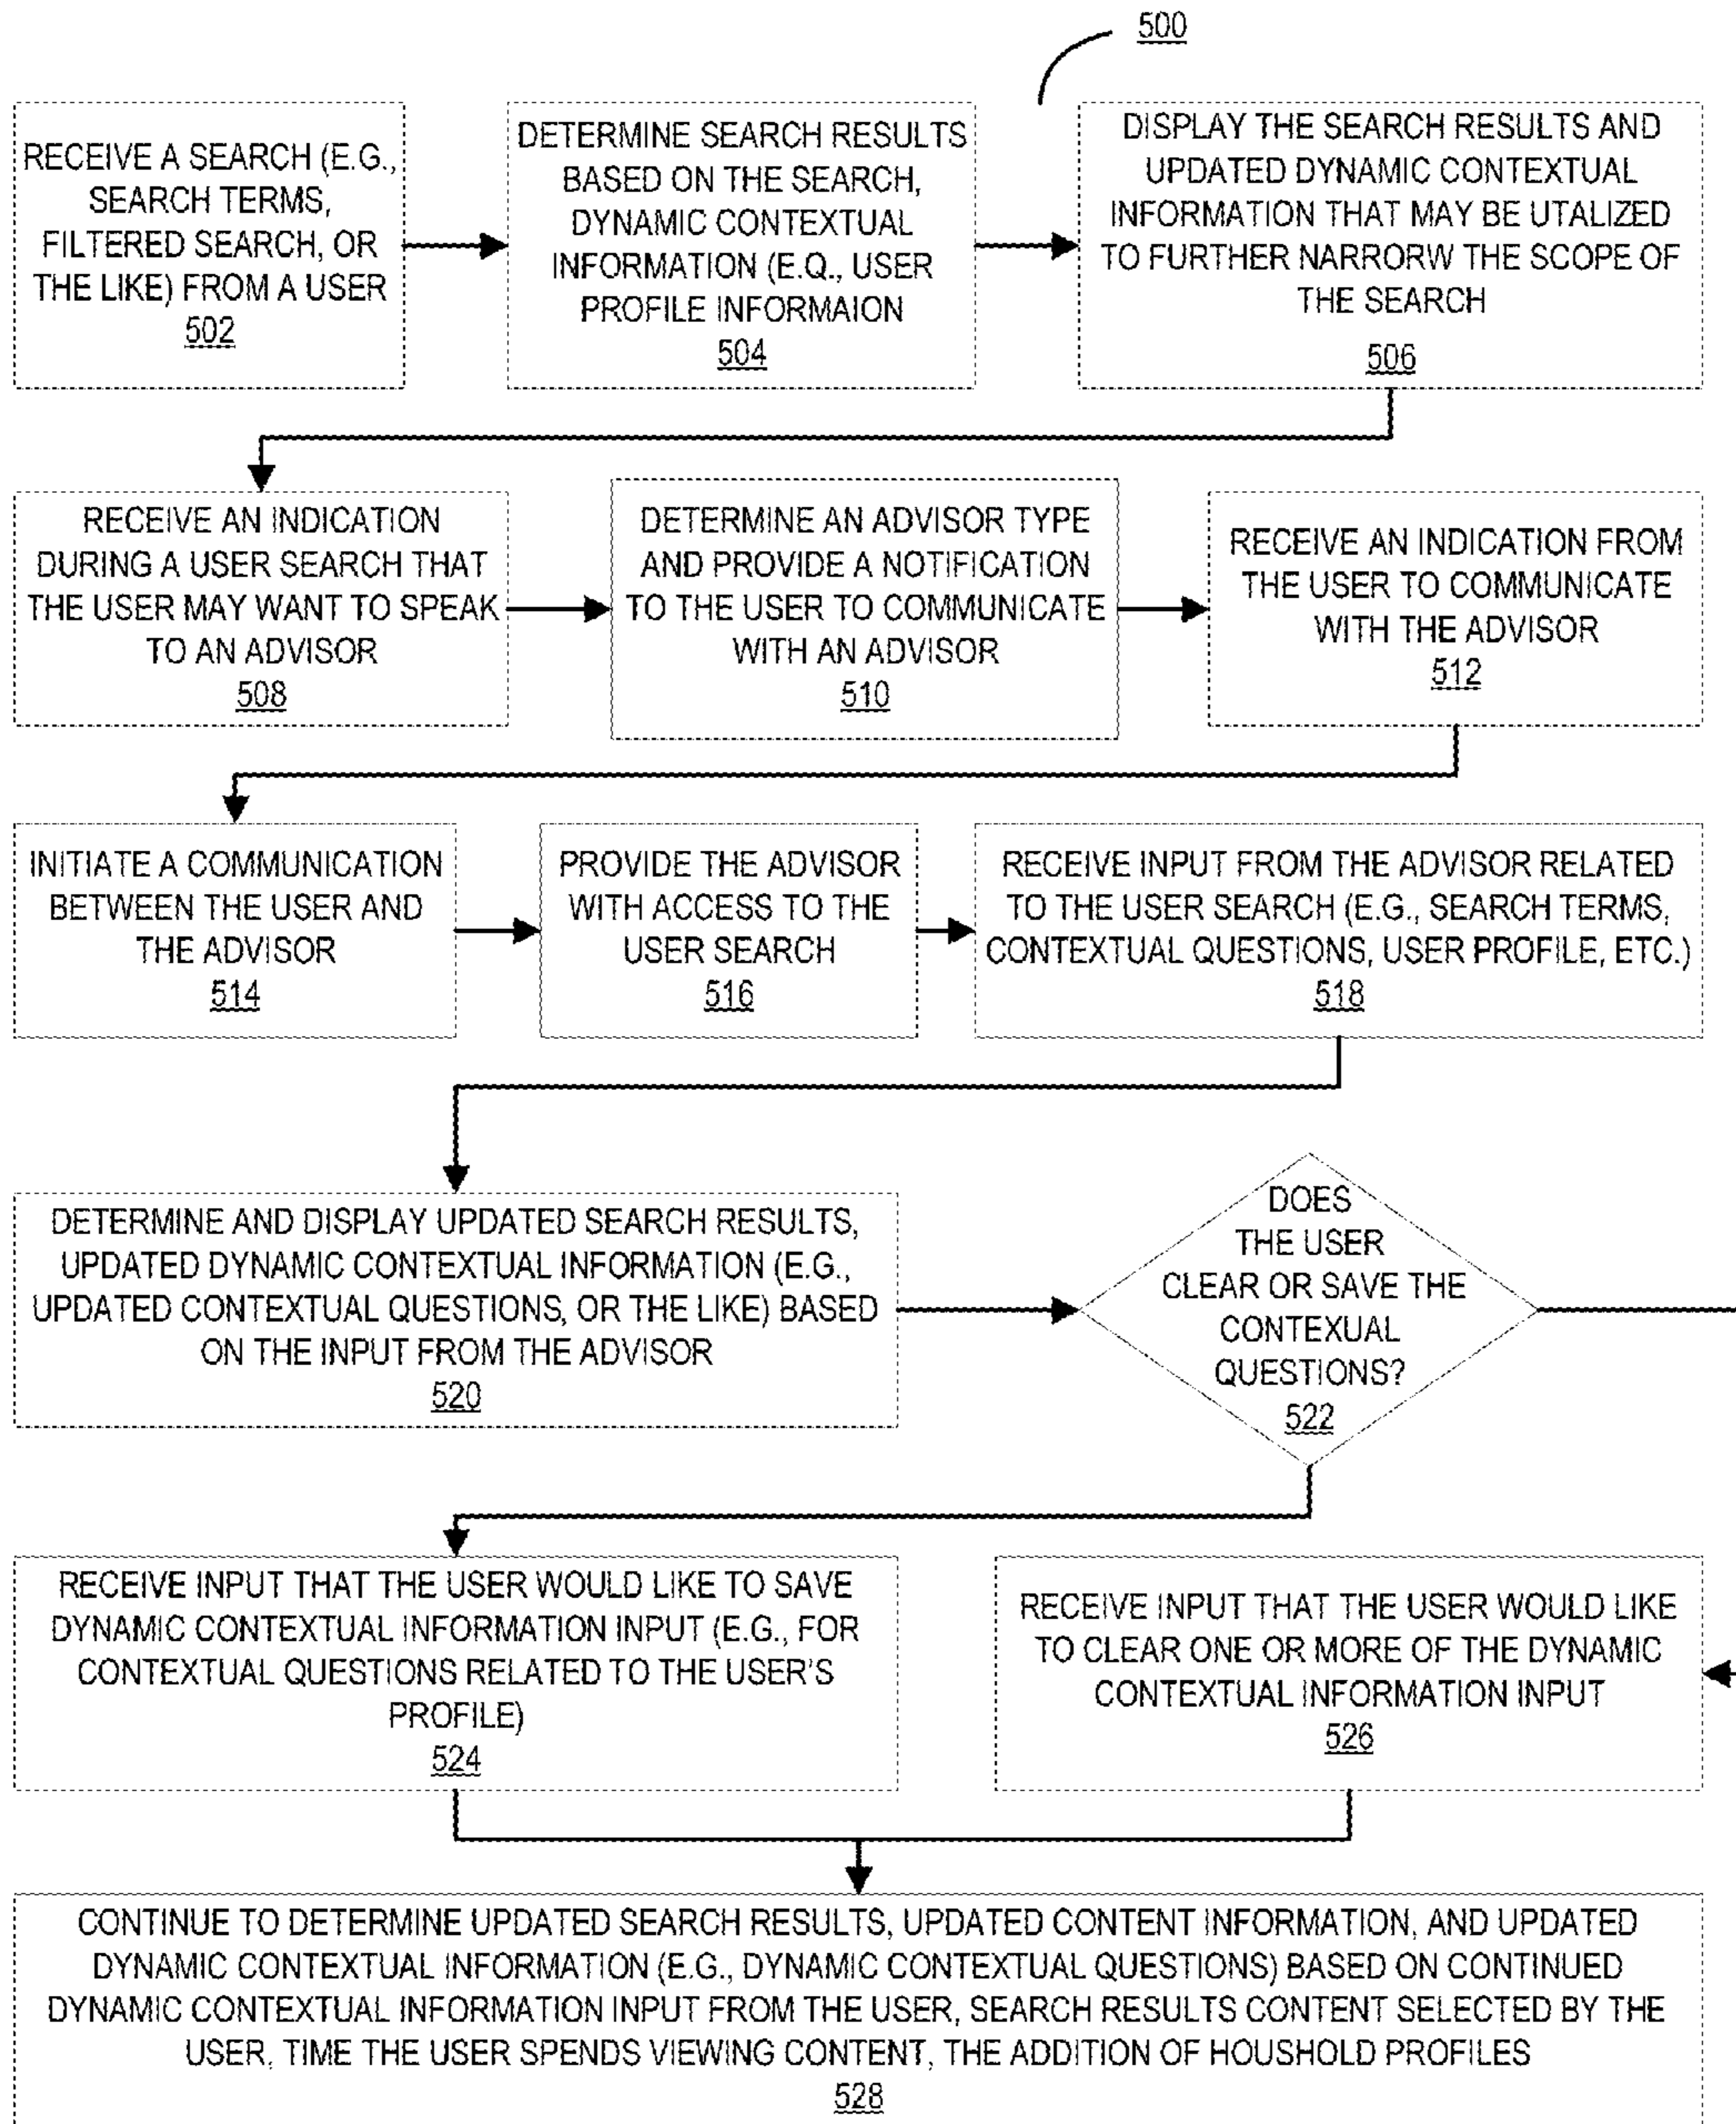 500
RECEIVE A SEARCH (E.G.,
SEARCH TERMS,
FILTERED SEARCH, OR
THE LIKE) FROM A USER
502
DETERMINE SEARCH RESULTS
BASED ON THE SEARCH,
DYNAMIC CONTEXTUAL
INFORMATION (E.Q., USER
PROFILE INFORMAION
504
DISPLAY THE SEARCH RESULTS AND
UPDATED DYNAMIC CONTEXTUAL
INFORMATION THAT MAY BE UTALIZED
TO FURTHER NARRORW THE SCOPE OF
THE SEARCH
506
RECEIVE AN INDICATION
DURING A USER SEARCH THAT
THE USER MAY WANT TO SPEAK
TO AN ADVISOR
508
DETERMINE AN ADVISOR TYPE
AND PROVIDE A NOTIFICATION
TO THE USER TO COMMUNICATE
WITH AN ADVISOR
510
RECEIVE AN INDICATION FROM
THE USER TO COMMUNICATE
WITH THE ADVISOR
512
INITIATE A COMMUNICATION
BETWEEN THE USER AND
THE ADVISOR
514
PROVIDE THE ADVISOR
WITH ACCESS TO THE
USER SEARCH
516
RECEIVE INPUT FROM THE ADVISOR RELATED
TO THE USER SEARCH (E.G., SEARCH TERMS,
CONTEXTUAL QUESTIONS, USER PROFILE, ETC.)
518
DETERMINE AND DISPLAY UPDATED SEARCH RESULTS,
UPDATED DYNAMIC CONTEXTUAL INFORMATION (E.G.,
UPDATED CONTEXTUAL QUESTIONS, OR THE LIKE) BASED
ON THE INPUT FROM THE ADVISOR
520
DOES
THE USER
CLEAR OR SAVE THE
CONTEXUAL
QUESTIONS?
522
RECEIVE INPUT THAT THE USER WOULD LIKE TO SAVE
DYNAMIC CONTEXTUAL INFORMATION INPUT (E.G., FOR
CONTEXTUAL QUESTIONS RELATED TO THE USER'S
PROFILE)
524
RECEIVE INPUT THAT THE USER WOULD LIKE
TO CLEAR ONE OR MORE OF THE DYNAMIC
CONTEXTUAL INFORMATION INPUT
526
CONTINUE TO DETERMINE UPDATED SEARCH RESULTS, UPDATED CONTENT INFORMATION, AND UPDATED
DYNAMIC CONTEXTUAL INFORMATION (E.G., DYNAMIC CONTEXTUAL QUESTIONS) BASED ON CONTINUED
DYNAMIC CONTEXTUAL INFORMATION INPUT FROM THE USER, SEARCH RESULTS CONTENT SELECTED BY THE
USER, TIME THE USER SPENDS VIEWING CONTENT, THE ADDITION OF HOUSHOLD PROFILES
528